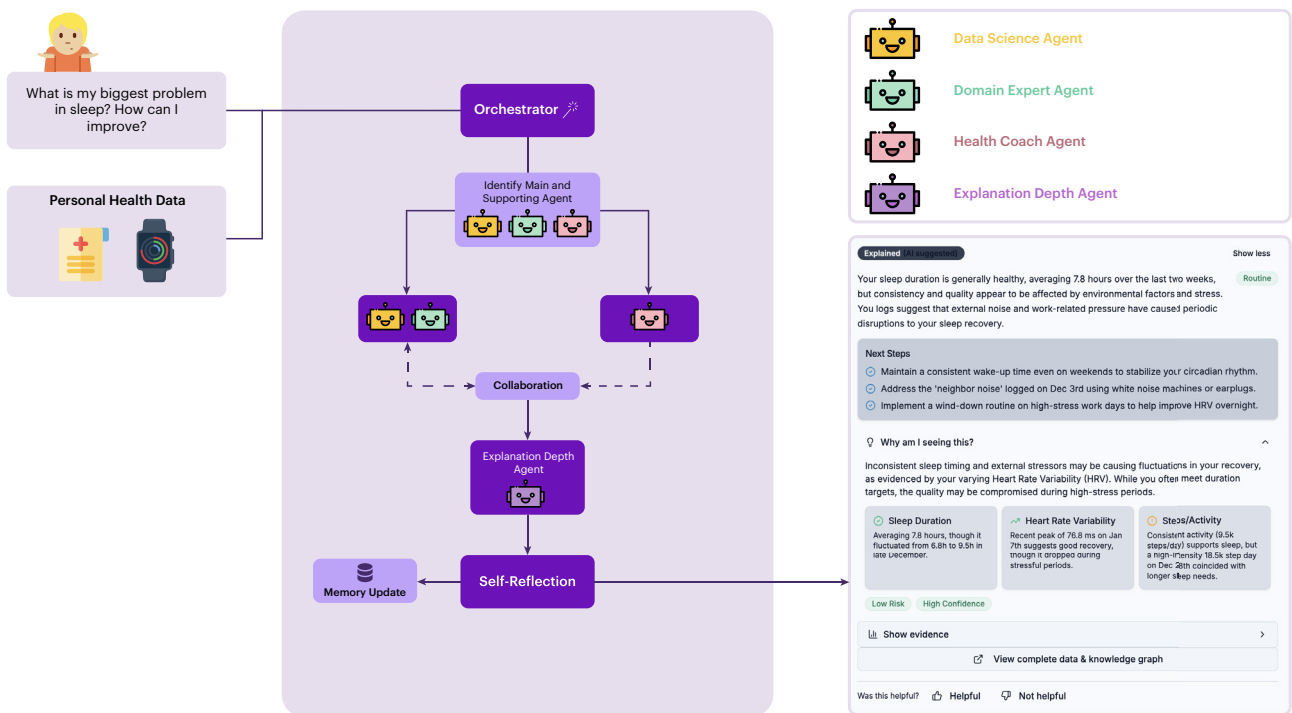 What is my biggest problem
in sleep? How can I
improve?
Personal Health Data
Orchestrator
Identify Main and
Supporting Agent
Collaboration
Explanation Depth
Agent
Self-Reflection
Memory Update
Data Science Agent
Domain Expert Agent
Health Coach Agent
Explanation Depth Agent
Explained (AI suggested)
Show less
Your sleep duration is generally healthy, averaging 7.8 hours over the last two weeks,
but consistency and quality appear to be affected by environmental factors and stress.
You logs suggest that external noise and work-related pressure have caused periodic
disruptions to your sleep recovery.
Routine
Next Steps
Maintain a consistent wake-up time even on weekends to stabilize your circadian rhythm.
Address the 'neighbor noise' logged on Dec 3rd using white noise machines or earplugs.
Implement a wind-down routine on high-stress work days to help improve HRV overnight.
Why am I seeing this?
Inconsistent sleep timing and external stressors may be causing fluctuations in your recovery,
as evidenced by your varying Heart Rate Variability (HRV). While you often meet duration
targets, the quality may be compromised during high-stress periods.
Sleep Duration
Averaging 7.8 hours, though it
fluctuated from 6.8h to 9.5h in
late December.
Heart Rate Variability
Recent peak of 76.8 ms on Jan
7th suggests good recovery,
though it dropped during
stressful periods.
Steps/Activity
Consistent activity (9.5k
steps/day) supports sleep, but
a high-intensity 18.5k step day
on Dec 28th coincided with
longer sleep needs.
Low Risk
High Confidence
Show evidence
View complete data & knowledge graph
Was this helpful?
Helpful
Not helpful